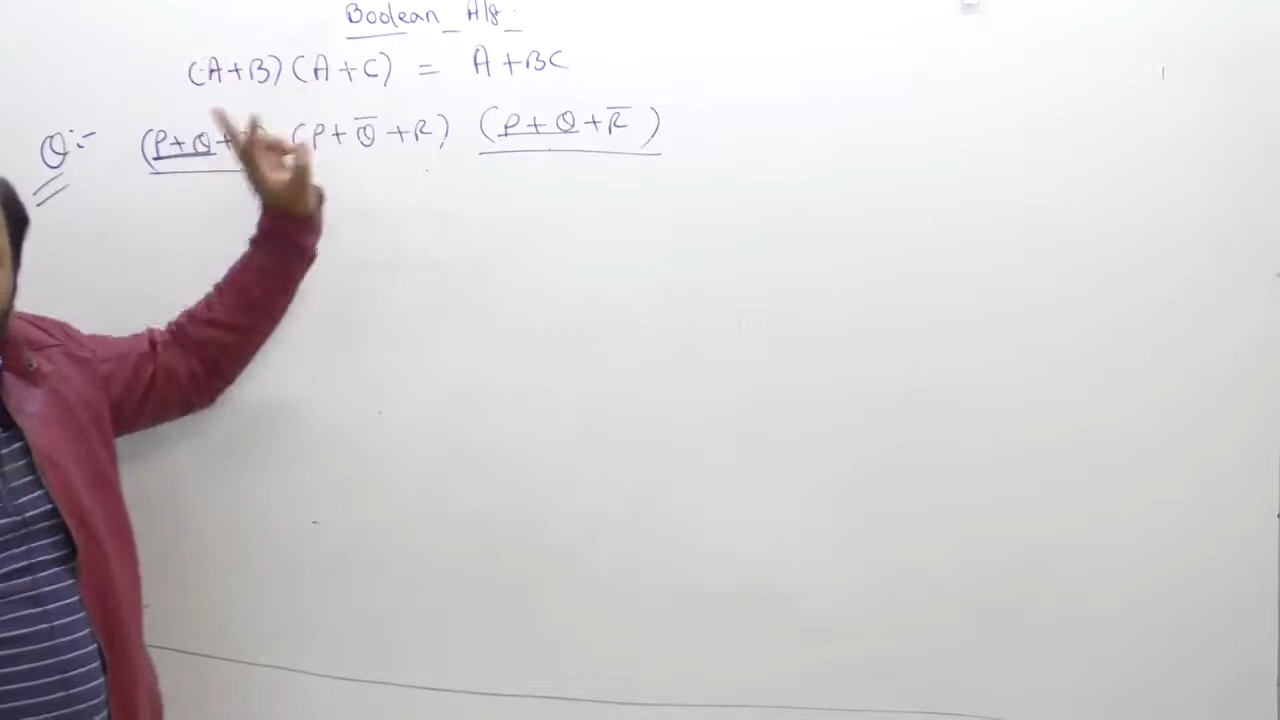 Boolean Alg.
(A+B)(A+C) = A+BC
Q:- (P+Q+ (P+Q̅+R) (P+Q+R̅)